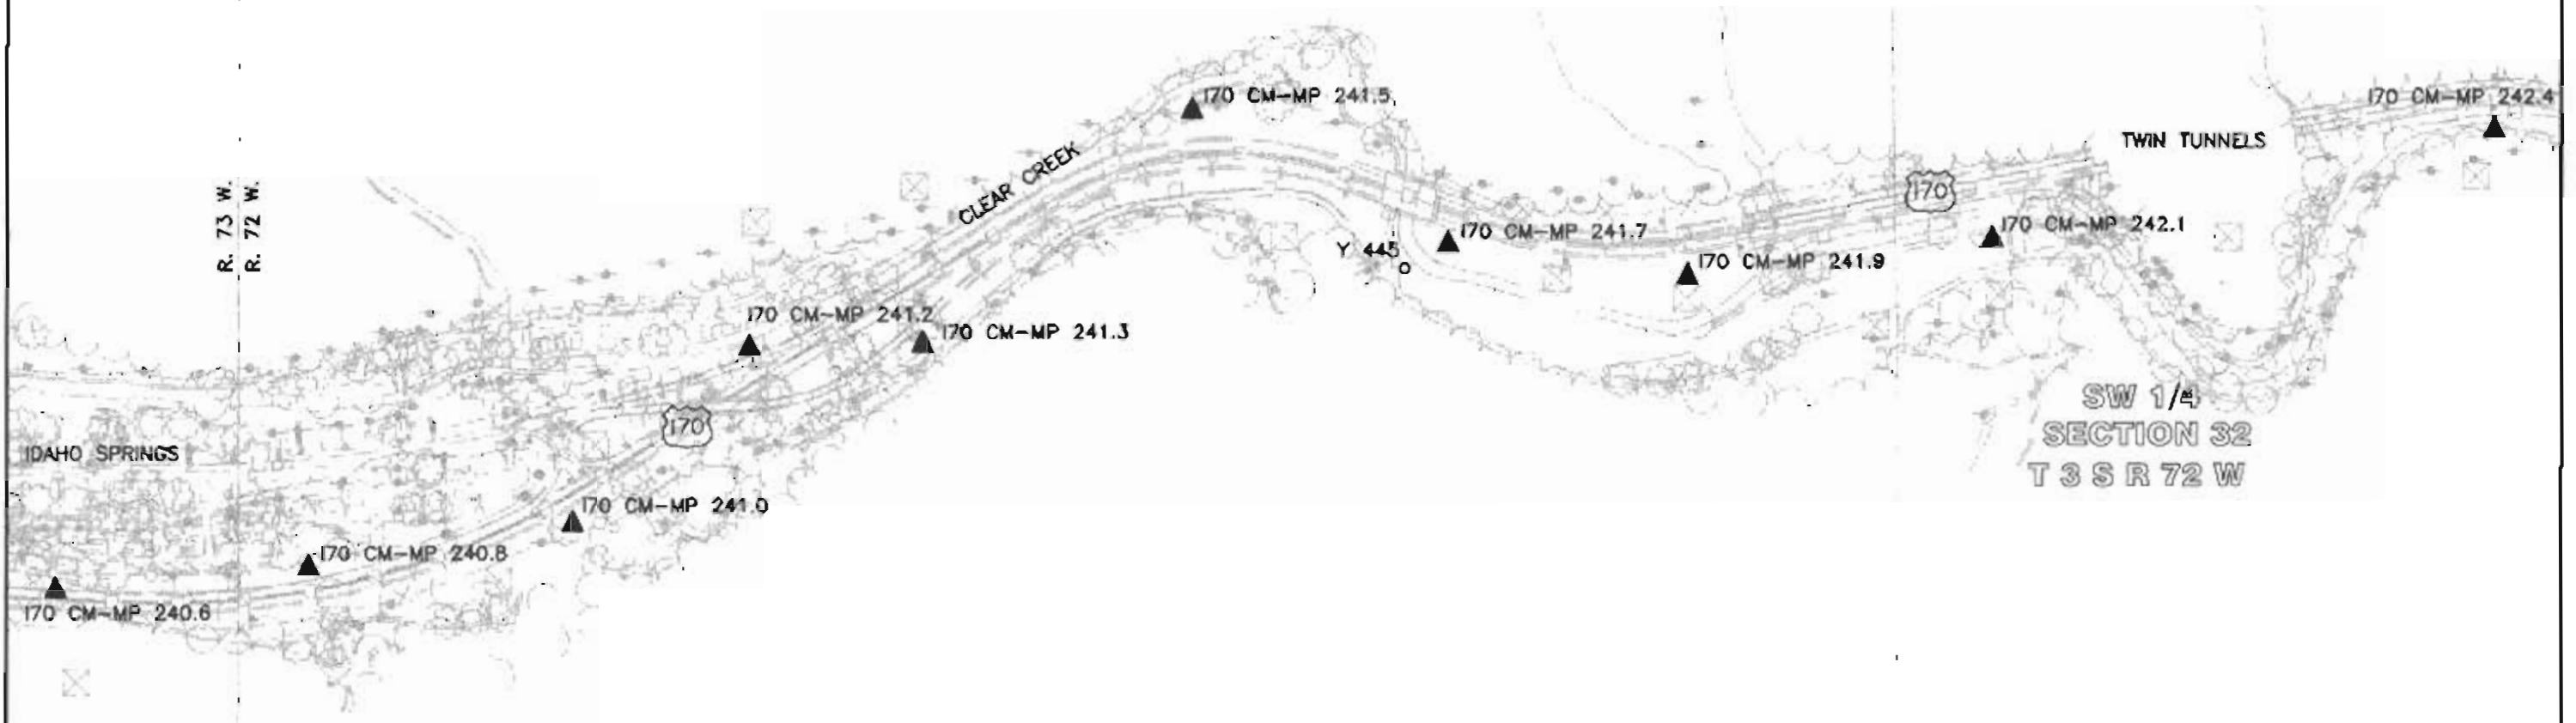 I70 CM-MP 241.5
I70 CM-MP 242.4
TWIN TUNNELS
CLEAR CREEK
R. 73 W.
R. 72 W.
I70
I70 CM-MP 241.7
I70 CM-MP 242.1
Y 445
I70 CM-MP 241.9
I70 CM-MP 241.2
I70 CM-MP 241.3
SW 1/4
SECTION 32
T 3 S R 72 W
I70
IDAHO SPRINGS
I70 CM-MP 241.0
I70 CM-MP 240.8
I70 CM-MP 240.6